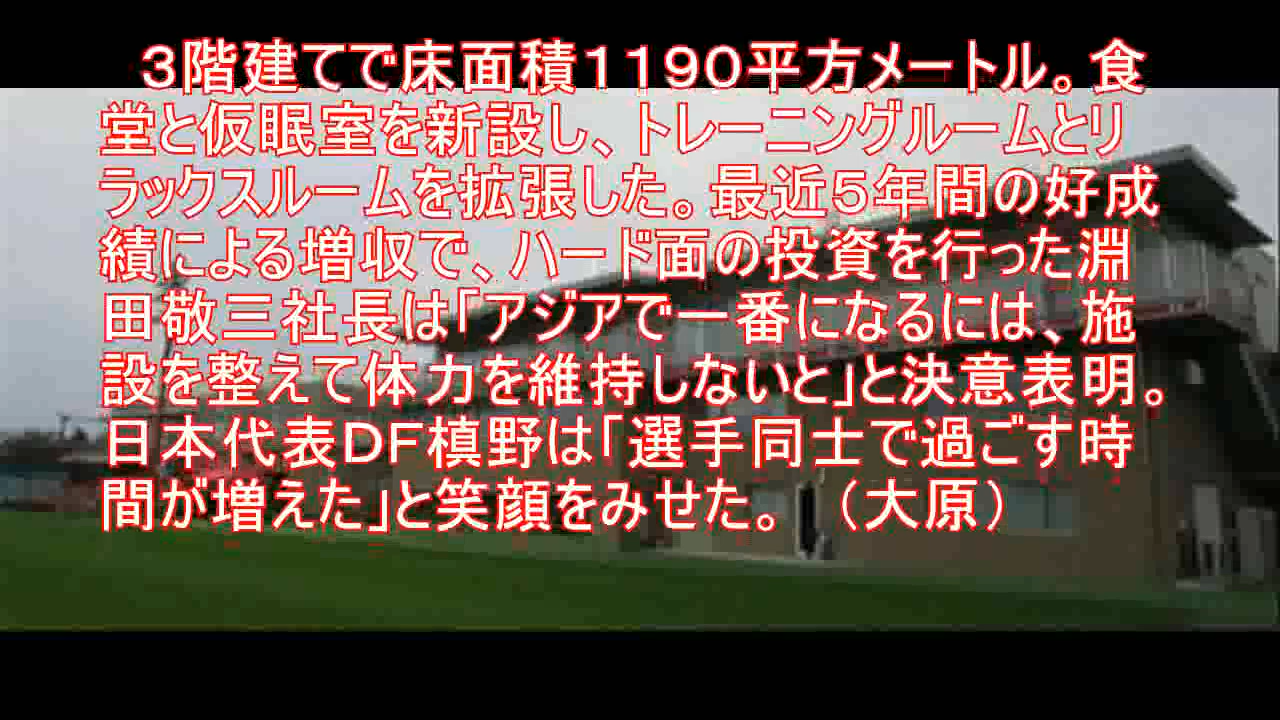 ３階建てで床面積１１９０平方メートル。食
堂と仮眠室を新設し、トレーニングルームとリ
ラックスルームを拡張した。最近５年間の好成
績による増収で、ハード面の投資を行った淵
田敬三社長は「アジアで一番になるには、施
設を整えて体力を維持しないと」と決意表明。
日本代表ＤＦ槙野は「選手同士で過ごす時
間が増えた」と笑顔をみせた。　（大原）